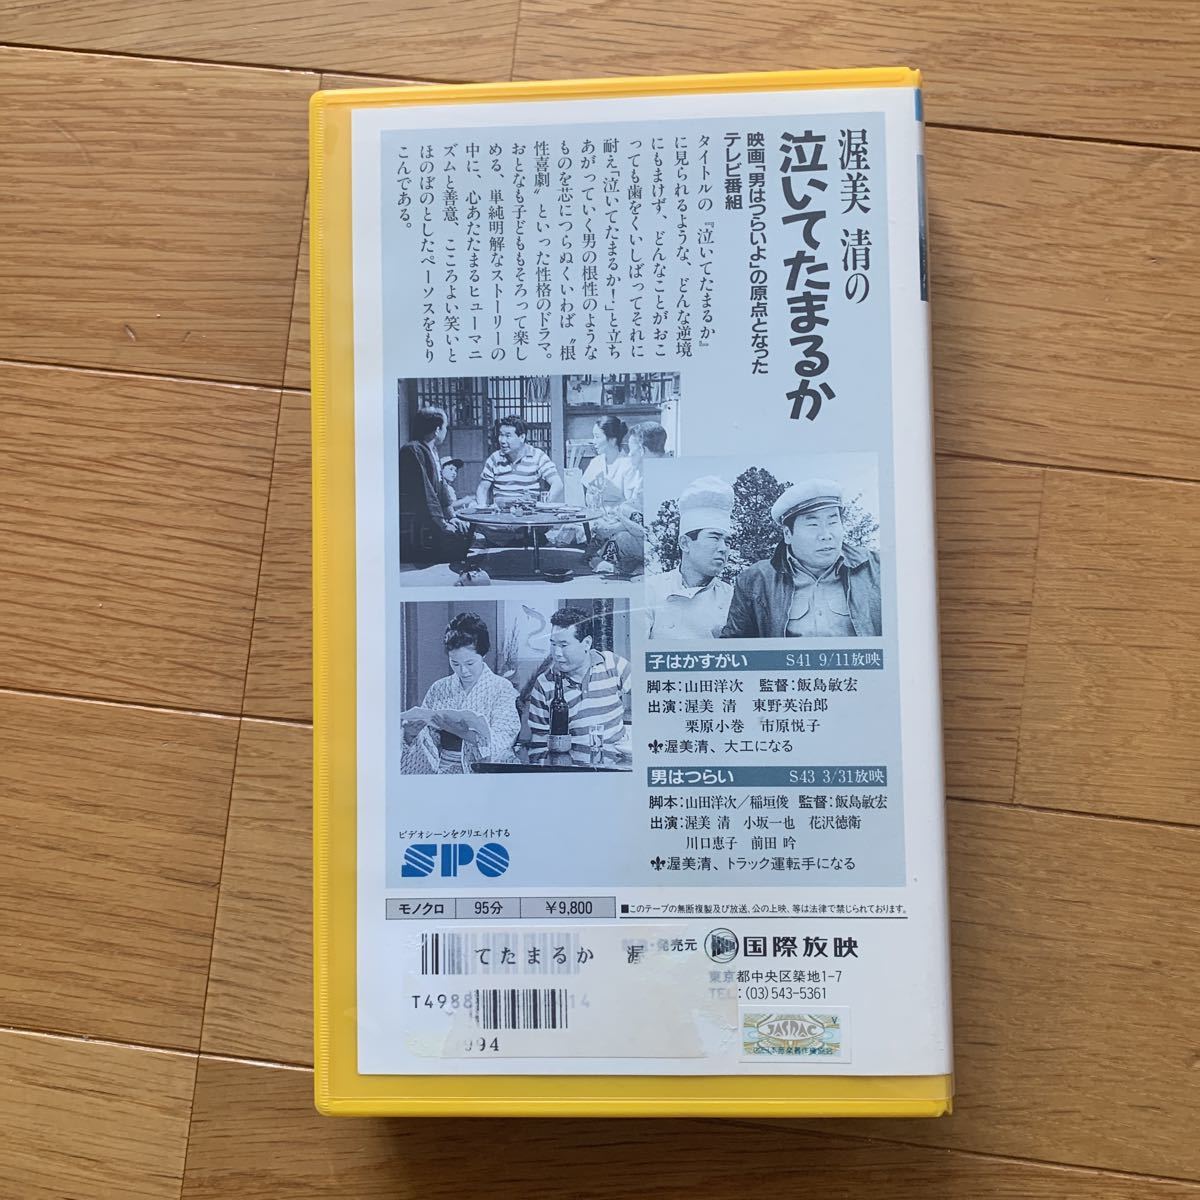 渥美 清の
泣いてたまるか
映画「男はつらいよ」の原点となった
テレビ番組
タイトルの『泣いてたまるか』
に見られるような、どんな逆境
にもまけず、どんなことがおこ
っても歯をくいしばってそれに
耐え「泣いてたまるか！」と立ち
あがっていく男の根性のような
ものを芯につらぬくいわば〝根
性喜劇〟といった性格のドラマ。
おとなも子どももそろって楽し
める、単純明解なストーリーの
中に、心あたたまるヒューマニ
ズムと善意、こころよい笑いと
ほのぼのとしたペーソスをもり
こんである。
子はかすがい S41 9/11放映
脚本：山田洋次 監督：飯島敏宏
出演：渥美 清 東野英治郎
栗原小巻 市原悦子
渥美清、大工になる
男はつらい S43 3/31放映
脚本：山田洋次／稲垣俊 監督：飯島敏宏
出演：渥美 清 小坂一也 花沢徳衛
川口恵子 前田 吟
渥美清、トラック運転手になる
ビデオシーンをクリエイトする
SPO
モノクロ 95分 ￥9,800
■このテープの無断複製及び放送、公の上映、等は法律で禁じられております。
てたまるか 渥
・発売元 国際放映
東京都中央区築地1-7
TEL：(03)543-5361
T4988 14
994
JASRAC
V